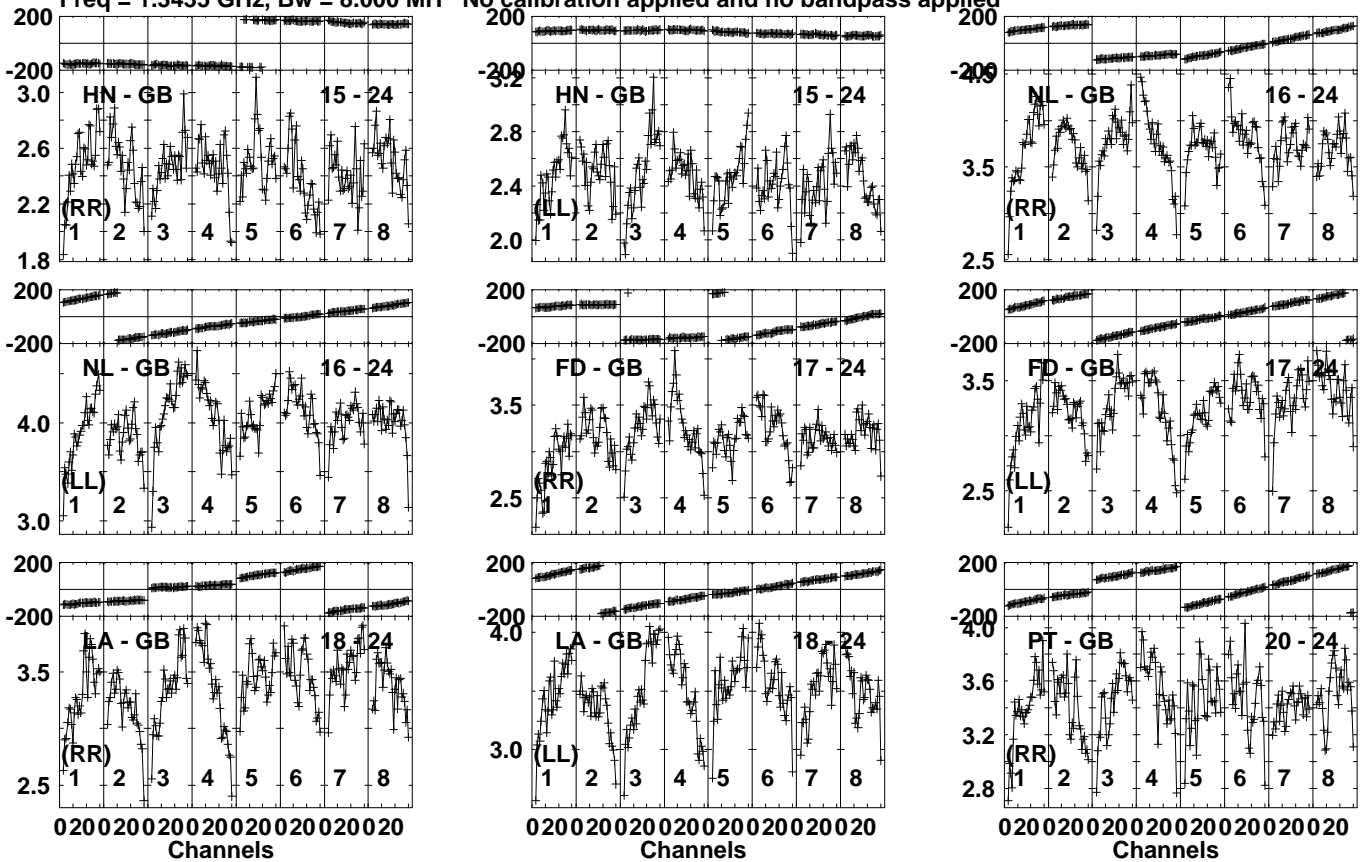 Freq = 1.3435 GHz, Bw = 8.000 MH No calibration applied and no bandpass applied
200 200 200
-200 -200 -200
3.2 4.5
3.0 HN - GB 15 - 24 HN - GB 15 - 24 NL - GB 16 - 24
2.8
2.6 3.5
2.4
2.2 (RR) (LL) (RR)
2.0
1 2 3 4 5 6 7 8 1 2 3 4 5 6 7 8 1 2 3 4 5 6 7 8
1.8 2.5
200 200 200
-200 -200 -200
NL - GB 16 - 24 FD - GB 17 - 24 FD - GB 17 - 24
4.0 3.5 3.5
(LL) (RR) (LL)
2.5 2.5
1 2 3 4 5 6 7 8 1 2 3 4 5 6 7 8 1 2 3 4 5 6 7 8
3.0
200 200 200
-200 -200 -200
LA - GB 18 - 24 LA - GB 18 - 24 PT - GB 20 - 24
4.0 4.0
3.5 3.6
3.2
(RR) 3.0 (LL) (RR)
2.5 2.8
1 2 3 4 5 6 7 8 1 2 3 4 5 6 7 8 1 2 3 4 5 6 7 8
0 20 0 20 0 20 0 20 0 20 0 20 0 20 0 20 0 20 0 20 0 20 0 20 0 20 0 20 0 20 0 20 0 20 0 20 0 20 0 20 0 20 0 20 0 20 0 20
Channels Channels Channels